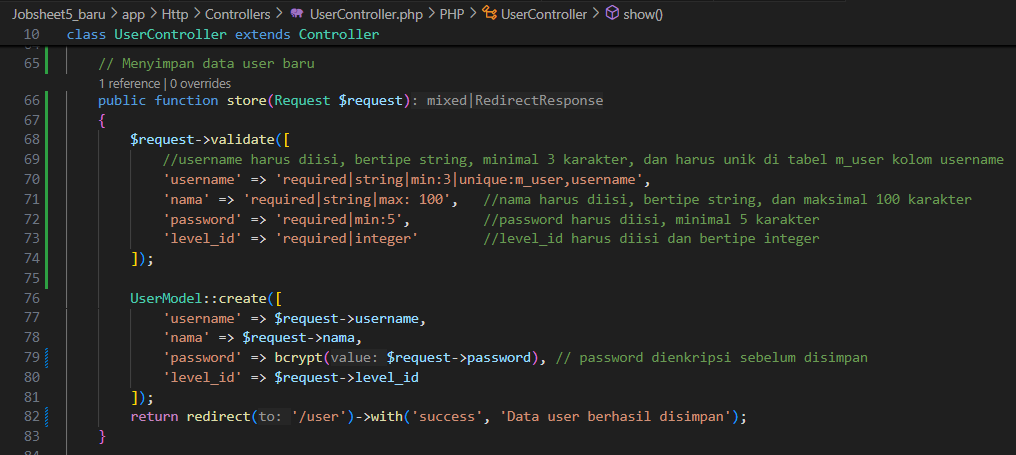 Jobsheet5_baru > app > Http > Controllers > UserController.php > PHP > UserController > show()
10 class UserController extends Controller
65 // Menyimpan data user baru
1 reference | 0 overrides
66 public function store(Request $request): mixed|RedirectResponse
67 {
68 $request->validate([
69 //username harus diisi, bertipe string, minimal 3 karakter, dan harus unik di tabel m_user kolom username
70 'username' => 'required|string|min:3|unique:m_user,username',
71 'nama' => 'required|string|max: 100', //nama harus diisi, bertipe string, dan maksimal 100 karakter
72 'password' => 'required|min:5', //password harus diisi, minimal 5 karakter
73 'level_id' => 'required|integer' //level_id harus diisi dan bertipe integer
74 ]);
75
76 UserModel::create([
77 'username' => $request->username,
78 'nama' => $request->nama,
79 'password' => bcrypt(value: $request->password), // password dienkripsi sebelum disimpan
80 'level_id' => $request->level_id
81 ]);
82 return redirect(to: '/user')->with('success', 'Data user berhasil disimpan');
83 }